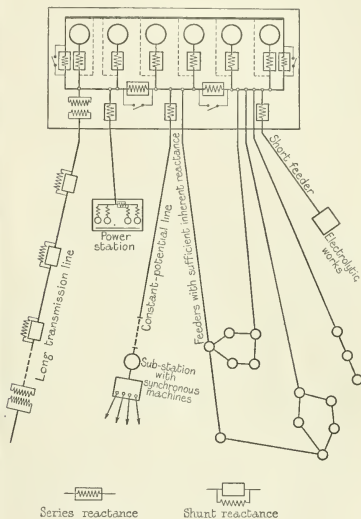 Power
station
Long transmission line
Constant-potential line
Feeders with sufficient inherent reactance
Short feeder
Electrolytic
works
Sub-station
with
synchronous
machines
Series reactance
Shunt reactance